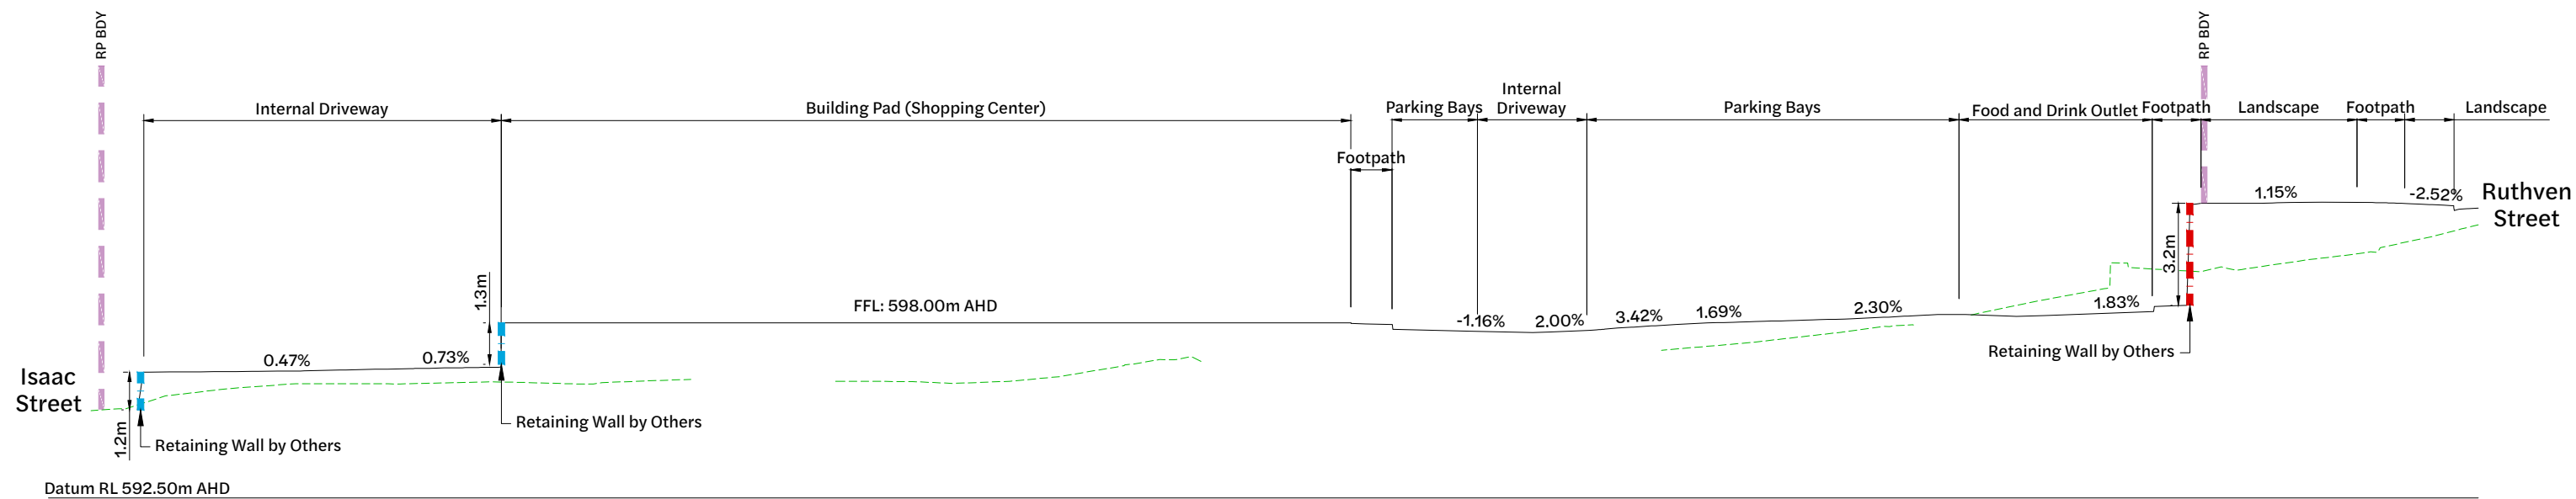 RP BDY
RP BDY
Internal Driveway
Building Pad (Shopping Center)
Parking Bays
Internal
Driveway
Parking Bays
Food and Drink Outlet
Footpath
Landscape
Footpath
Landscape
Footpath
1.15%
-2.52%
Ruthven
Street
3.2m
1.3m
FFL: 598.00m AHD
-1.16%
2.00%
3.42%
1.69%
2.30%
1.83%
Retaining Wall by Others
0.47%
0.73%
Isaac
Street
1.2m
Retaining Wall by Others
Retaining Wall by Others
Datum RL 592.50m AHD